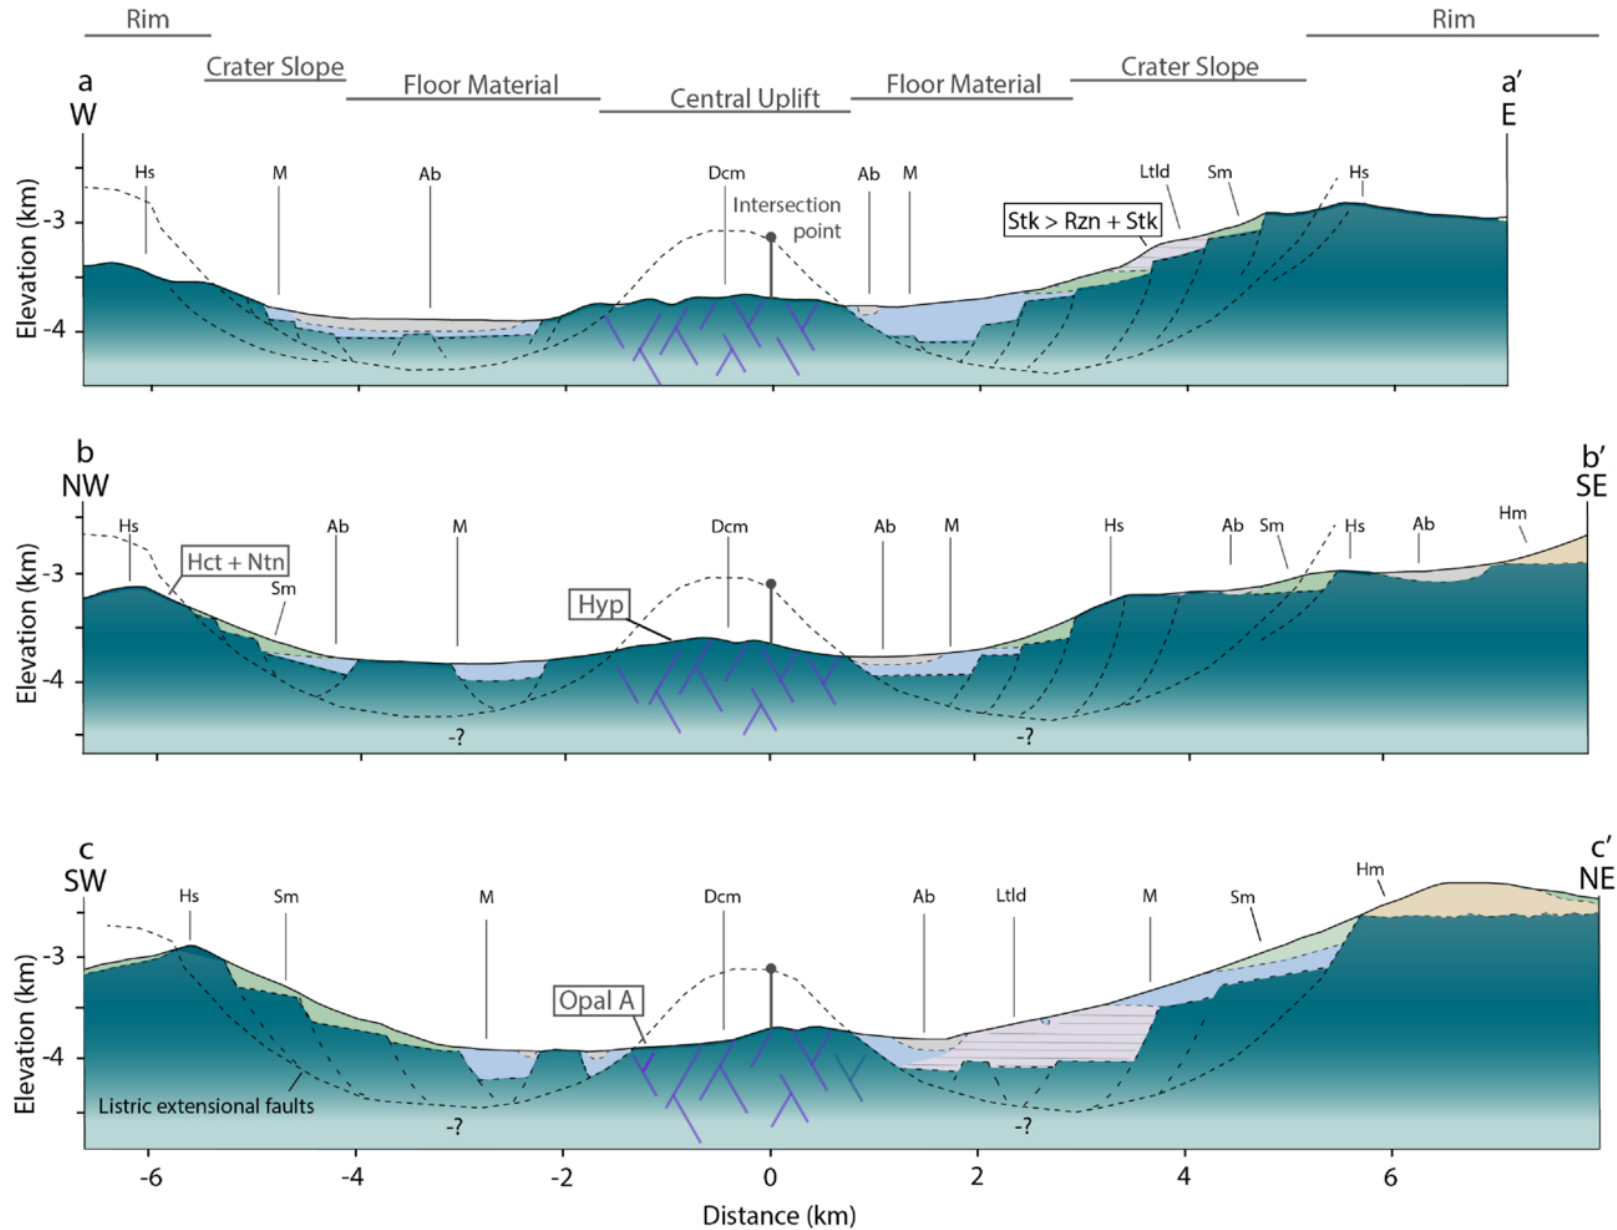 Rim Rim
Crater Slope Crater Slope
Floor Material Floor Material
Central Uplift
a a'
W E
Hs M Ab Dcm Ab M Ltld Sm Hs
Intersection
point
Stk > Rzn + Stk
Elevation (km)
-3
-4
b b'
NW SE
Hs Ab M Dcm Ab M Hs Ab Sm Hs Ab Hm
Hct + Ntn
Sm
Hyp
Elevation (km)
-3
-4
-? -?
c c'
SW NE
Hs Sm M Dcm Ab Ltld M Sm Hm
Opal A
Elevation (km)
-3
-4
Listric extensional faults
-? -?
-6 -4 -2 0 2 4 6
Distance (km)